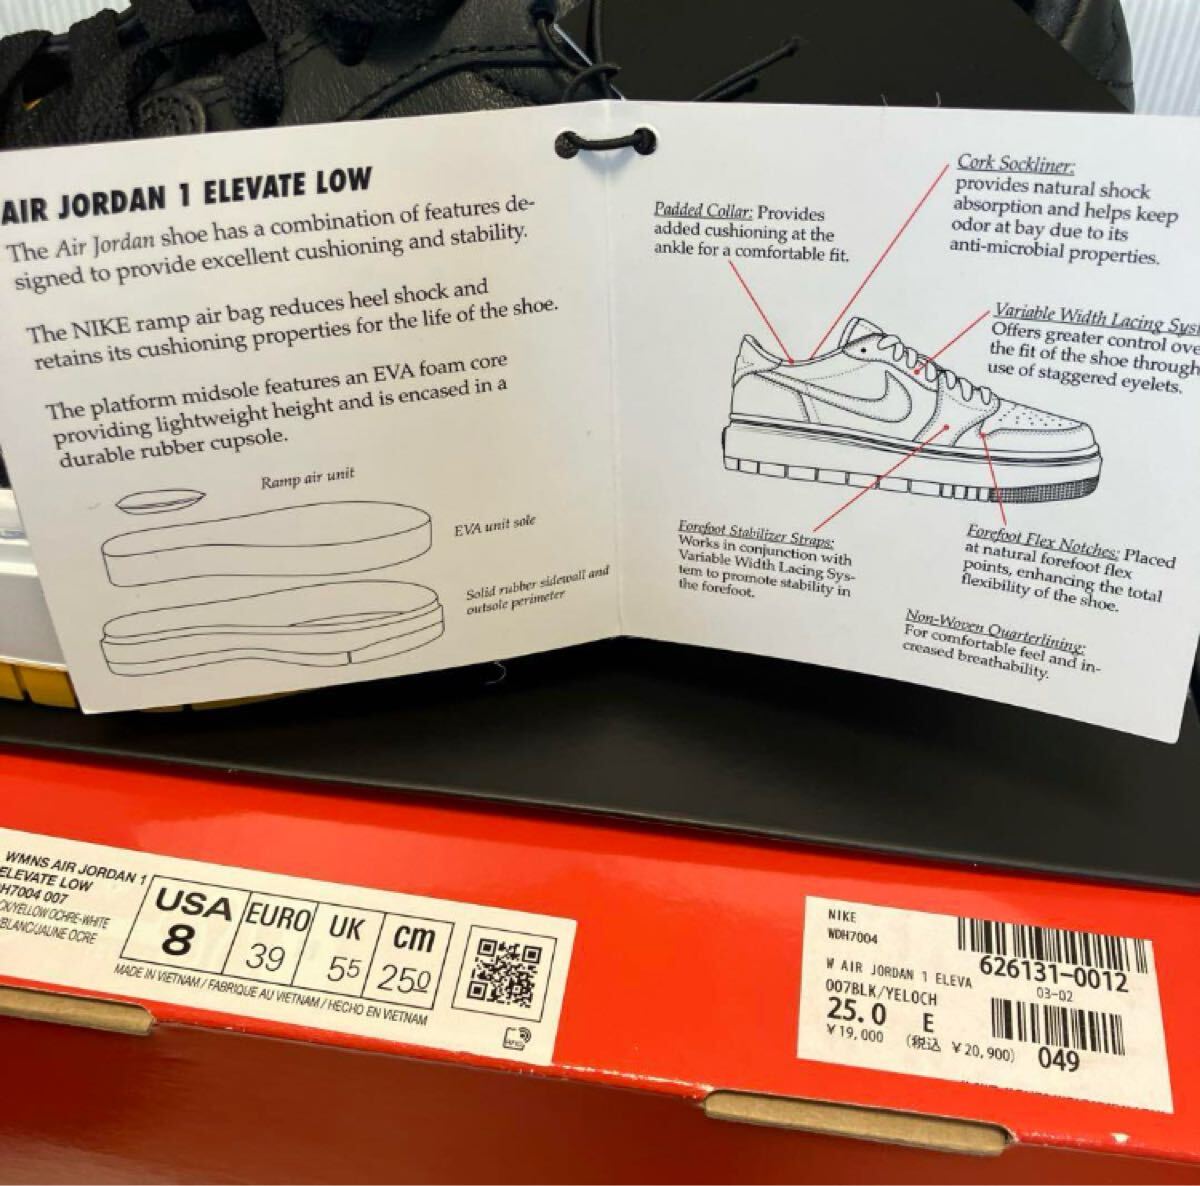 AIR JORDAN 1 ELEVATE LOW
The Air Jordan shoe has a combination of features de-
signed to provide excellent cushioning and stability.
The NIKE ramp air bag reduces heel shock and
retains its cushioning properties for the life of the shoe.
The platform midsole features an EVA foam core
providing lightweight height and is encased in a
durable rubber cupsole.
Ramp air unit
EVA unit sole
Solid rubber sidewall and
outsole perimeter
Padded Collar: Provides
added cushioning at the
ankle for a comfortable fit.
Cork Sockliner:
provides natural shock
absorption and helps keep
odor at bay due to its
anti-microbial properties.
Variable Width Lacing Syst
Offers greater control ove
the fit of the shoe through
use of staggered eyelets.
Forefoot Stabilizer Straps:
Works in conjunction with
Variable Width Lacing Sys-
tem to promote stability in
the forefoot.
Forefoot Flex Notches: Placed
at natural forefoot flex
points, enhancing the total
flexibility of the shoe.
Non-Woven Quarterlining:
For comfortable feel and in-
creased breathability.
WMNS AIR JORDAN 1
ELEVATE LOW
H7004 007
CK/YELLOW OCHRE-WHITE
/BLANC/JAUNE OCRE
USA EURO UK cm
8 39 55 250
MADE IN VIETNAM / FABRIQUE AU VIETNAM / HECHO EN VIETNAM
RFID
NIKE
WDH7004
W AIR JORDAN 1 ELEVA
626131-0012
007BLK/YELOCH
03-02
25.0 E
¥19,000 (税込 ¥20,900)
049